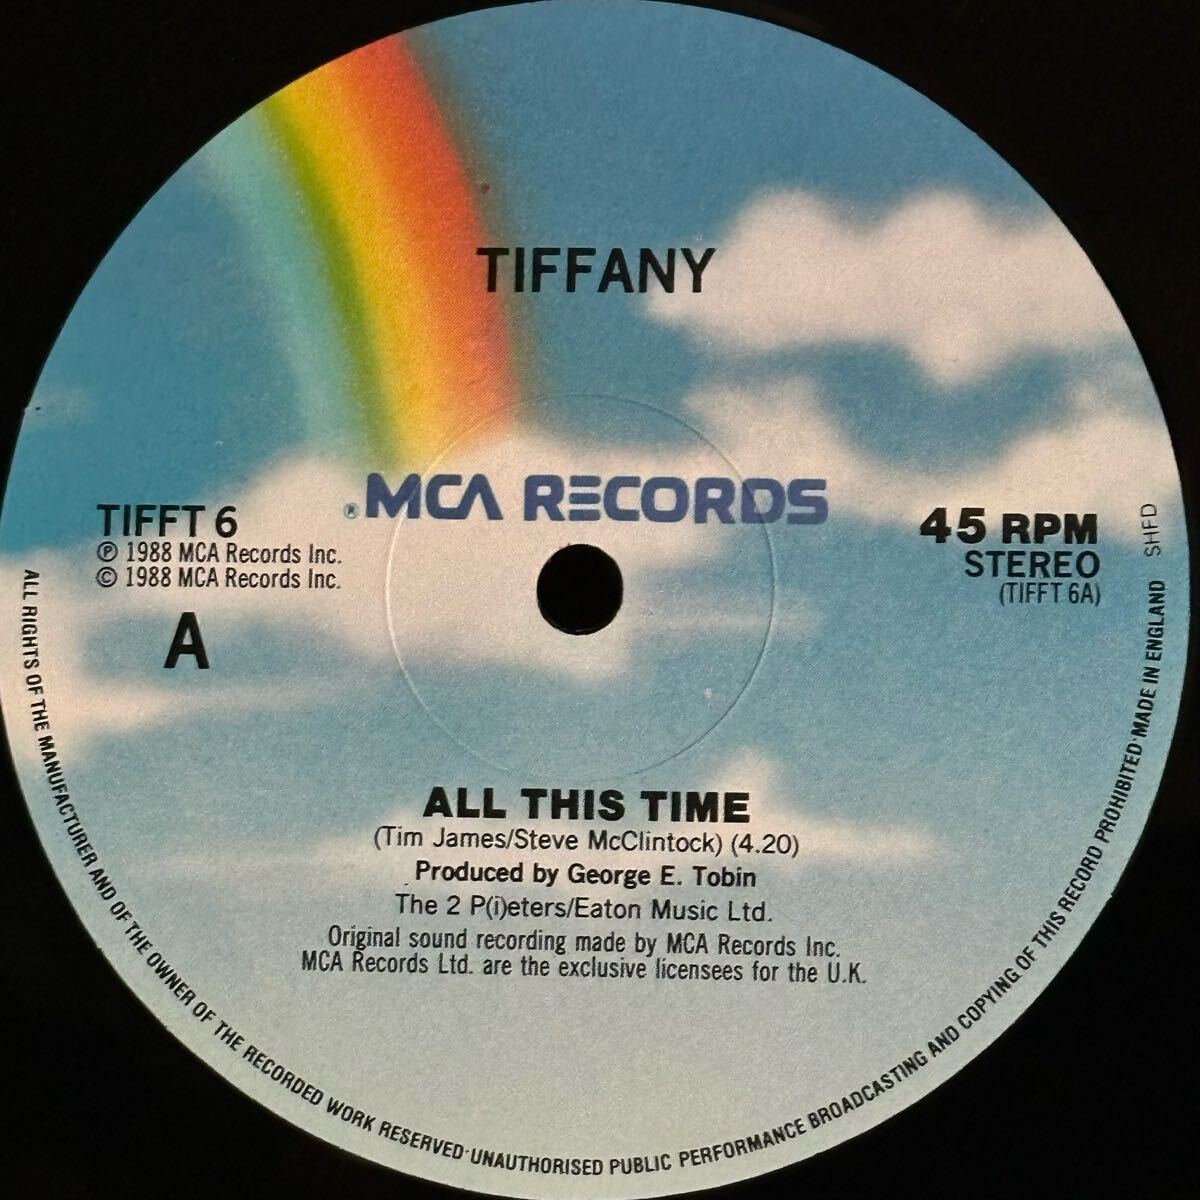 TIFFANY
® MCA RECORDS
TIFFT 6
℗ 1988 MCA Records Inc.
© 1988 MCA Records Inc.
A
45 RPM
STEREO
(TIFFT 6A)
SHFD
ALL THIS TIME
(Tim James/Steve McClintock) (4.20)
Produced by George E. Tobin
The 2 P(i)eters/Eaton Music Ltd.
Original sound recording made by MCA Records Inc.
MCA Records Ltd. are the exclusive licensees for the U.K.
ALL RIGHTS OF THE MANUFACTURER AND OF THE OWNER OF THE RECORDED WORK RESERVED·UNAUTHORISED PUBLIC PERFORMANCE BROADCASTING AND COPYING OF THIS RECORD PROHIBITED·MADE IN ENGLAND